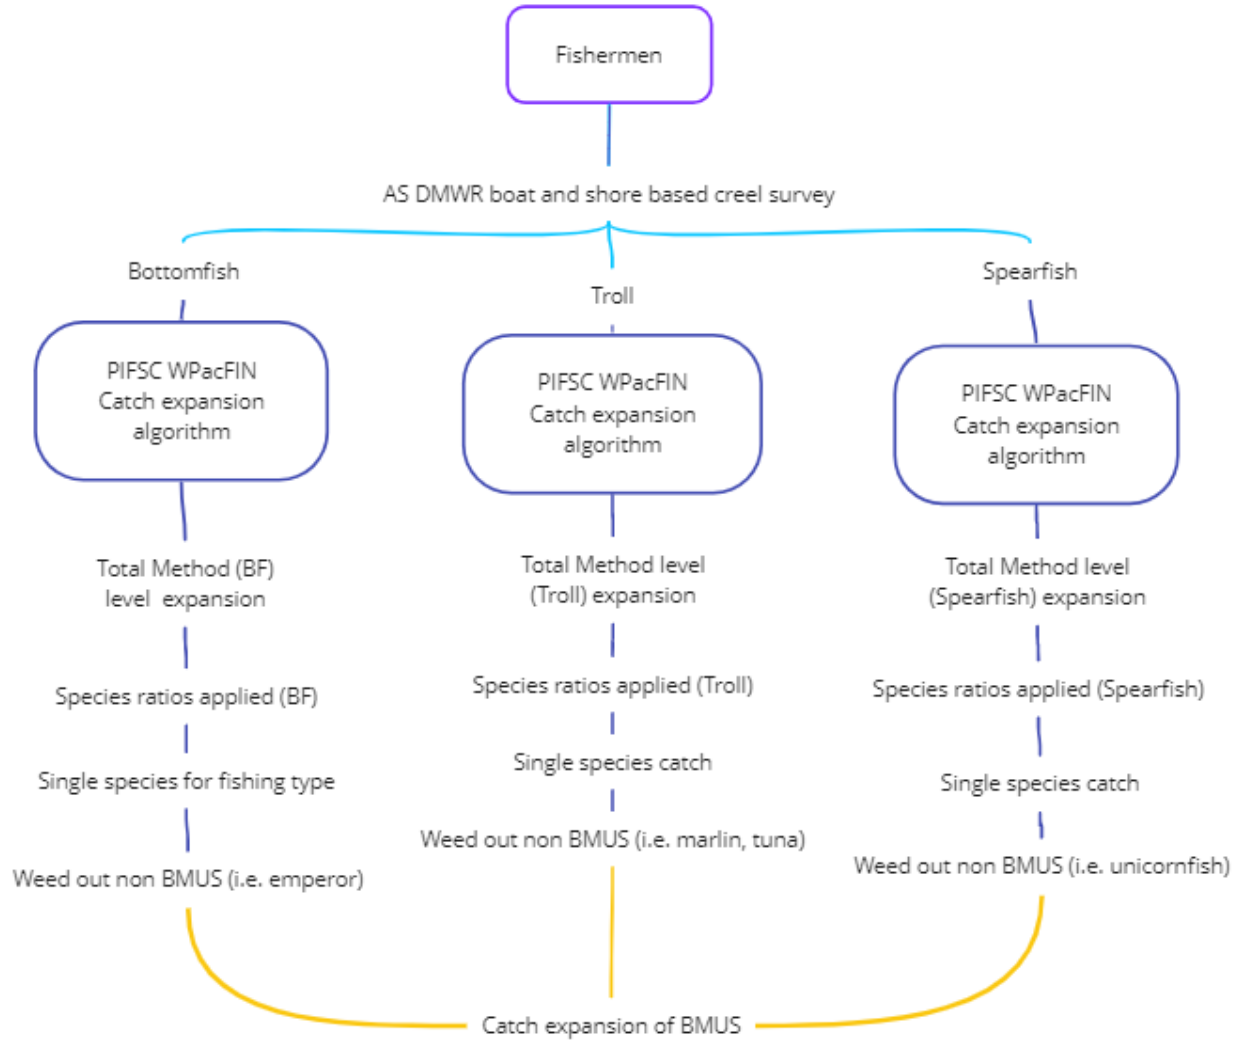 Fishermen
AS DMWR boat and shore based creel survey
Bottomfish
PIFSC WPacFIN
Catch expansion
algorithm
Total Method (BF)
level expansion
Species ratios applied (BF)
Single species for fishing type
Weed out non BMUS (i.e. emperor)
Troll
PIFSC WPacFIN
Catch expansion
algorithm
Total Method level
(Troll) expansion
Species ratios applied (Troll)
Single species catch
Weed out non BMUS (i.e. marlin, tuna)
Spearfish
PIFSC WPacFIN
Catch expansion
algorithm
Total Method level
(Spearfish) expansion
Species ratios applied (Spearfish)
Single species catch
Weed out non BMUS (i.e. unicornfish)
Catch expansion of BMUS